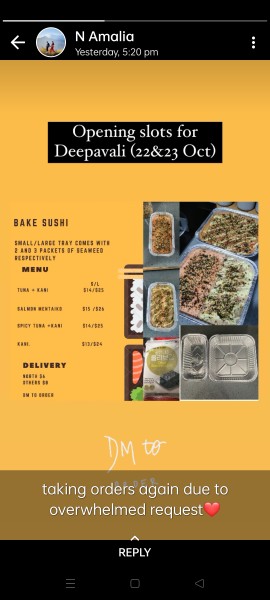 N Amalia
Yesterday, 5:20 pm
Opening slots for
Deepavali (22&23 Oct)
BAKE SUSHI
SMALL/LARGE TRAY COMES WITH
2 AND 3 PACKETS OF SEAWEED
RESPECTIVELY
MENU
S/L
TUNA + KANI $14/$25
SALMON MENTAIKO $15 /$26
SPICY TUNA +KANI $14/$25
KANI. $13/$24
DELIVERY
NORTH $6
OTHERS $8
DM TO ORDER
DM to
ORDER
taking orders again due to
overwhelmed request❤️
REPLY